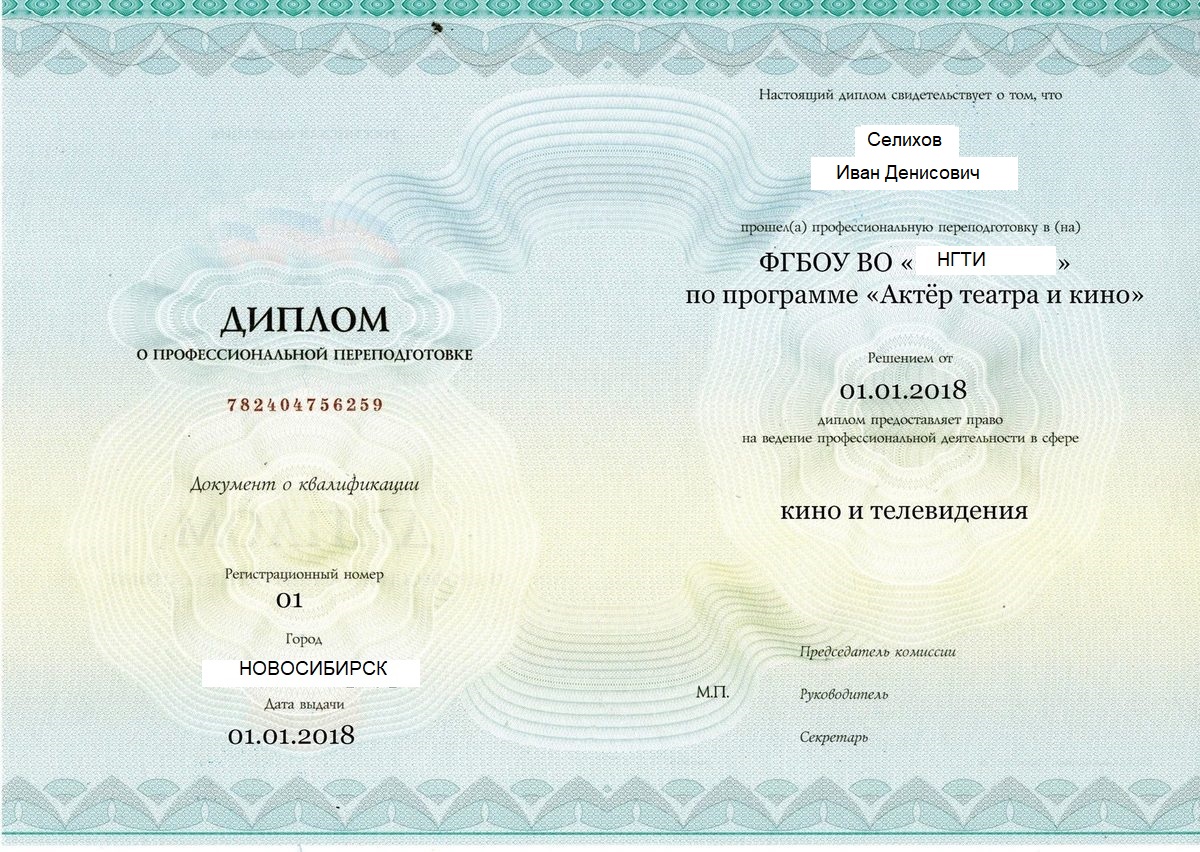 ДИПЛОМ
О ПРОФЕССИОНАЛЬНОЙ ПЕРЕПОДГОТОВКЕ
782404756259
Документ о квалификации
Регистрационный номер
01
Город
НОВОСИБИРСК
Дата выдачи
01.01.2018
Настоящий диплом свидетельствует о том, что
Селихов
Иван Денисович
прошел(а) профессиональную переподготовку в (на)
ФГБОУ ВО « НГТИ »
по программе «Актёр театра и кино»
Решением от
01.01.2018
диплом предоставляет право
на ведение профессиональной деятельности в сфере
кино и телевидения
Председатель комиссии
М.П.
Руководитель
Секретарь